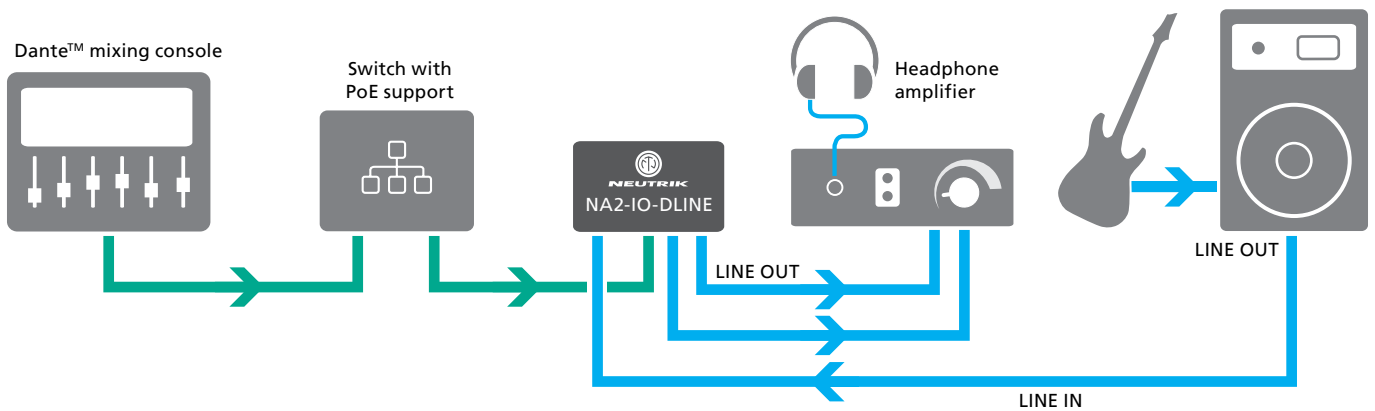 Dante™ mixing console
Switch with
PoE support
NEUTRIK
NA2-IO-DLINE
Headphone
amplifier
LINE OUT
LINE OUT
LINE IN